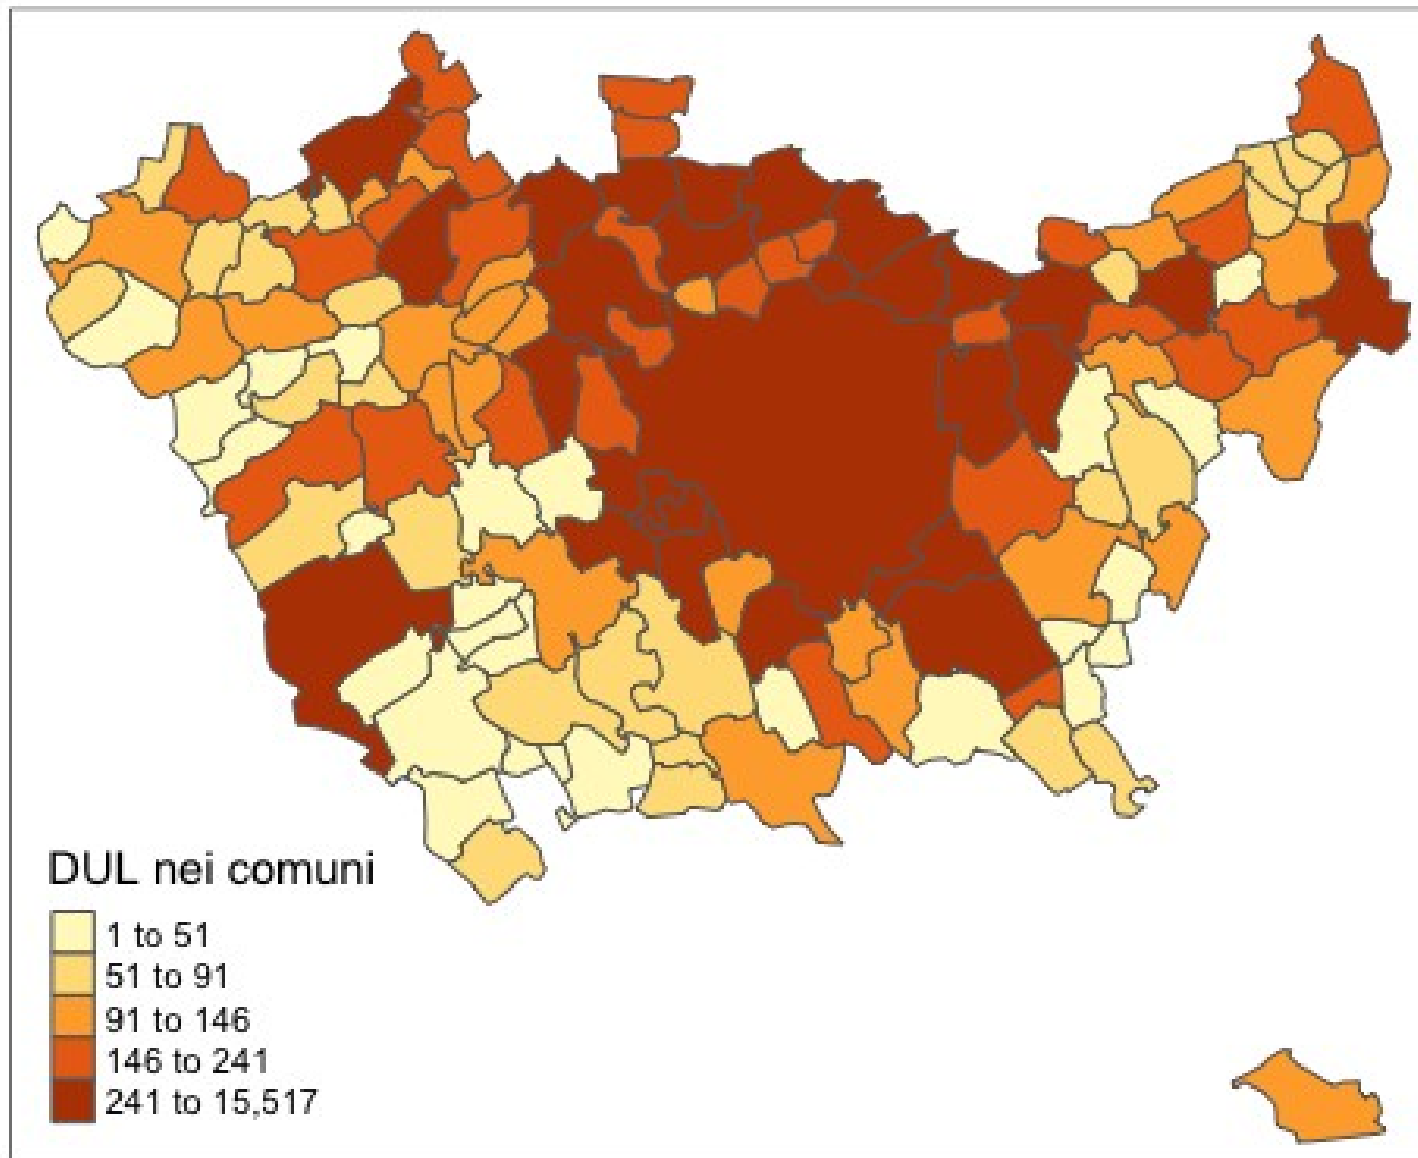 DUL nei comuni
1 to 51
51 to 91
91 to 146
146 to 241
241 to 15,517